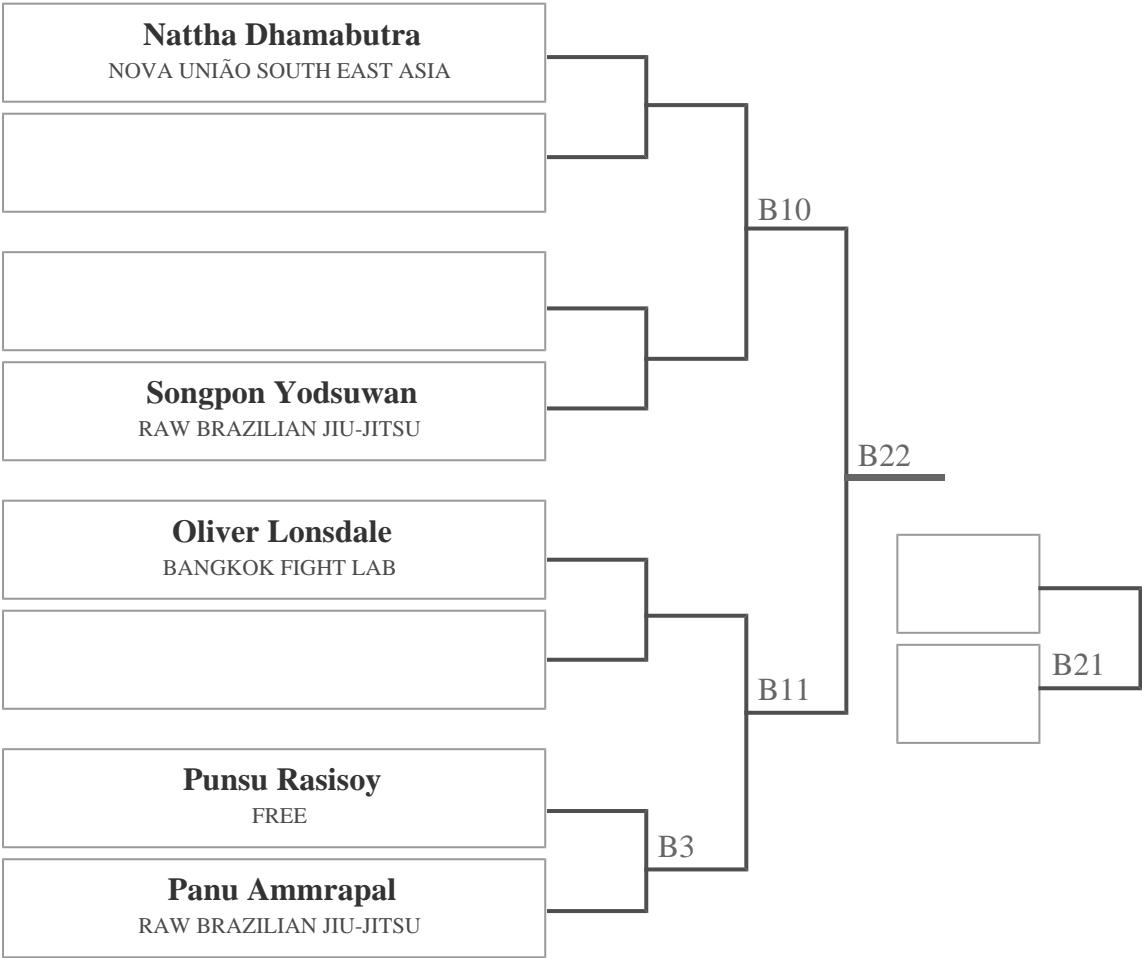 Nattha Dhamabutra
NOVA UNIÃO SOUTH EAST ASIA
B10
Songpon Yodsuwan
RAW BRAZILIAN JIU-JITSU
B22
Oliver Lonsdale
BANGKOK FIGHT LAB
B21
B11
Punsu Rasisoy
FREE
B3
Panu Ammrapal
RAW BRAZILIAN JIU-JITSU